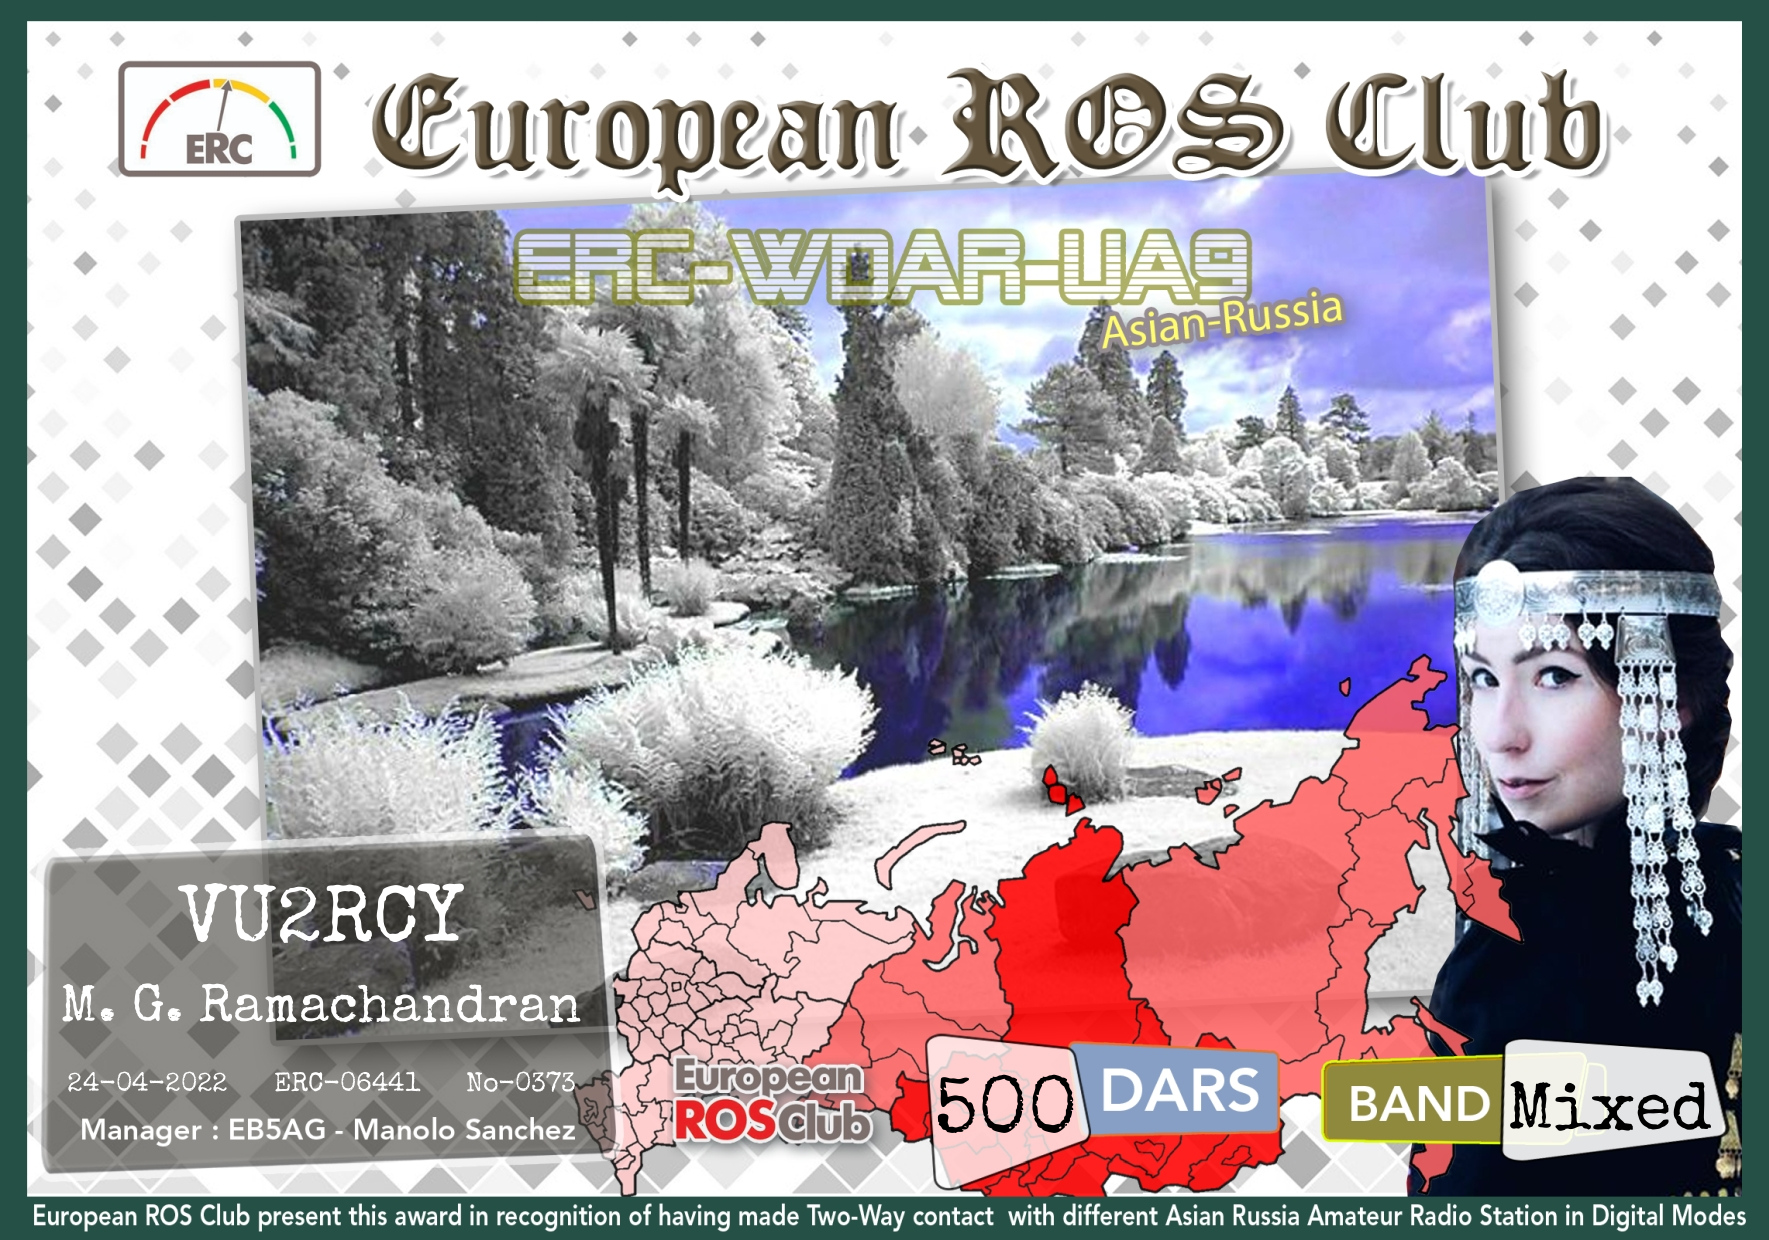 ERC
European ROS Club
ERC-WDAR-UA9
Asian-Russia
VU2RCY
M. G. Ramachandran
24-04-2022 ERC-06441 No-0373
Manager : EB5AG - Manolo Sanchez
European
ROS Club
500 DARS
BAND Mixed
European ROS Club present this award in recognition of having made Two-Way contact with different Asian Russia Amateur Radio Station in Digital Modes